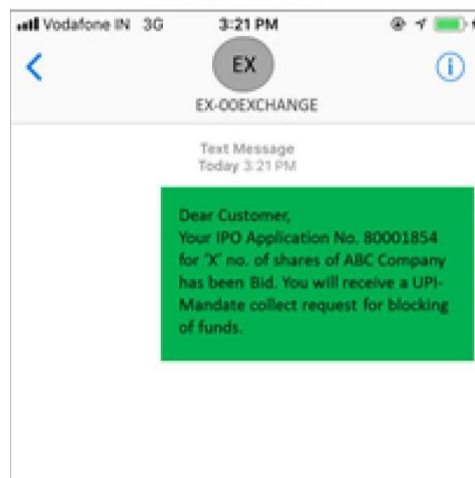 Vodafone IN 3G 3:21 PM
EX
EX-00EXCHANGE
Text Message
Today 3:21 PM
Dear Customer,
Your IPO Application No. 80001854
for 'X' no. of shares of ABC Company
has been Bid. You will receive a UPI-
Mandate collect request for blocking
of funds.